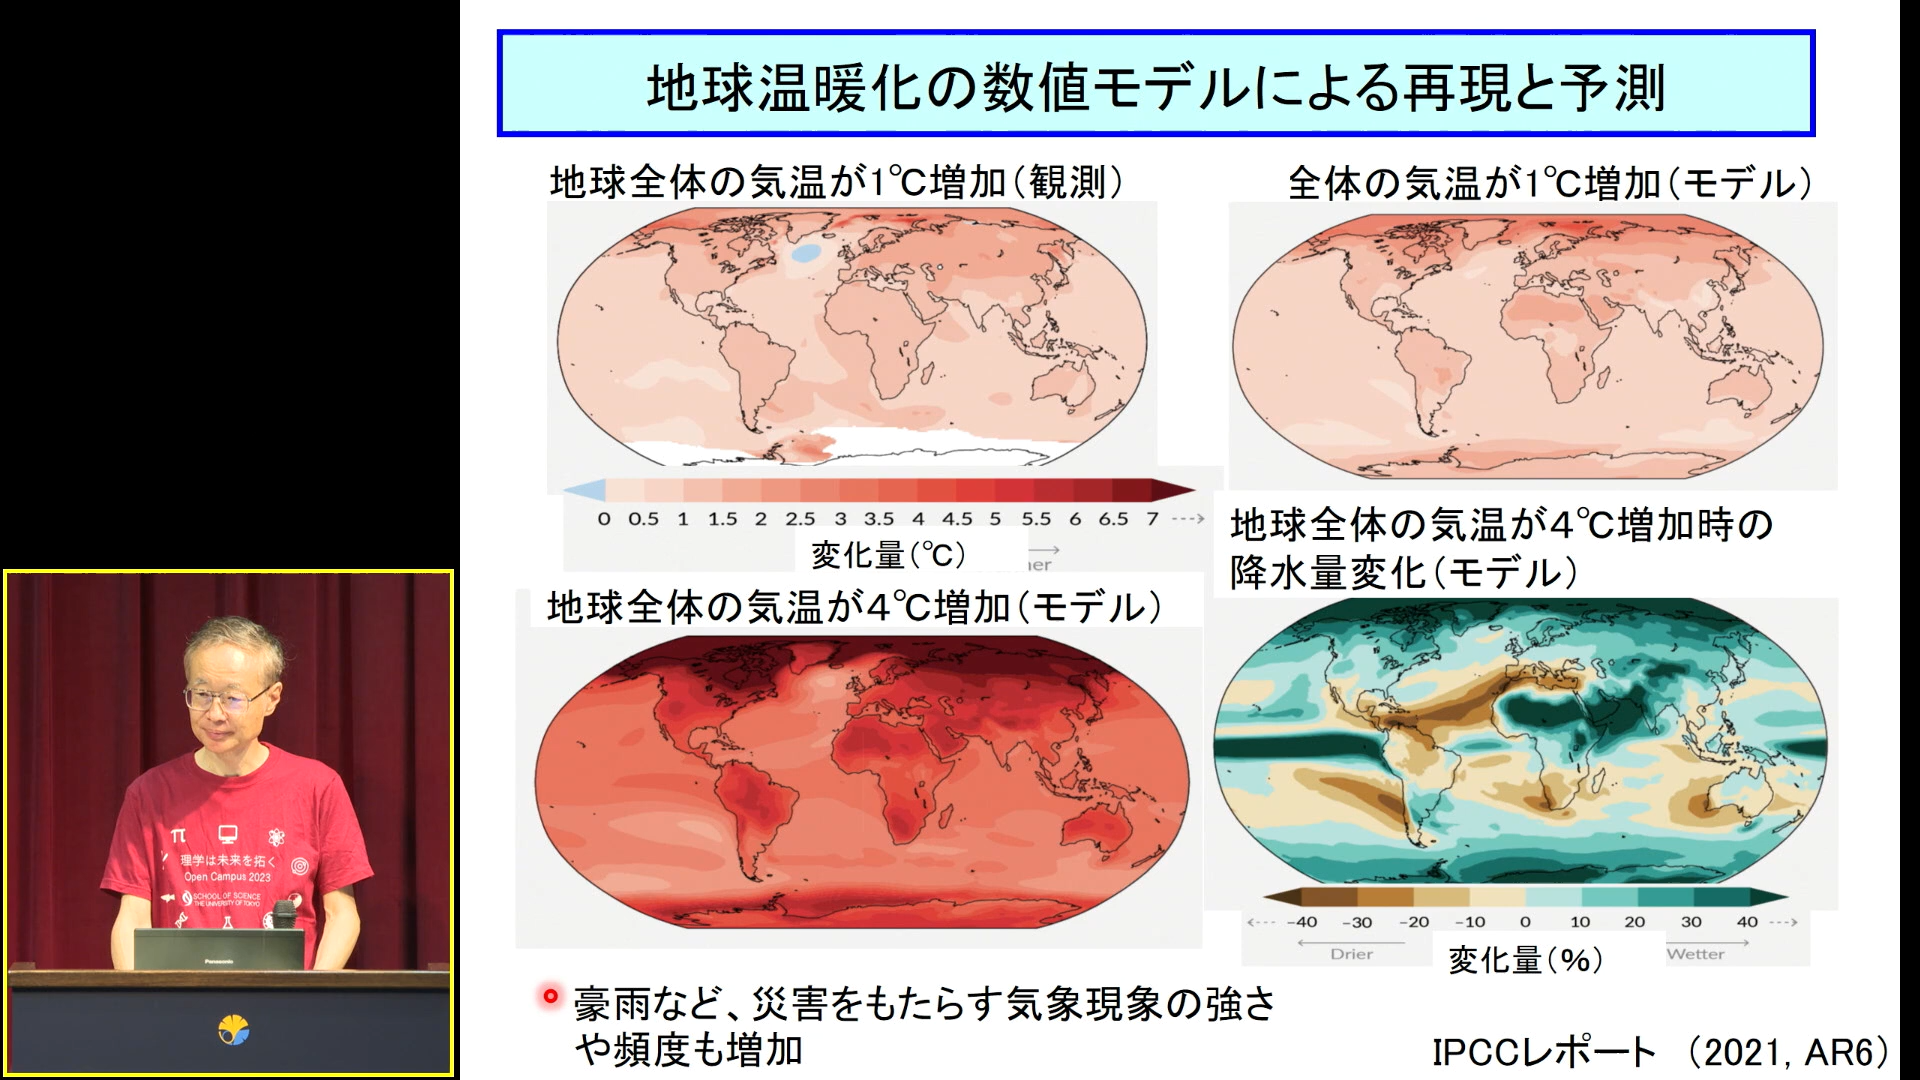 地球温暖化の数値モデルによる再現と予測
地球全体の気温が1℃増加(観測)
全体の気温が1℃増加(モデル)
0 0.5 1 1.5 2 2.5 3 3.5 4 4.5 5 5.5 6 6.5 7
変化量(℃)
地球全体の気温が4℃増加時の
降水量変化(モデル)
地球全体の気温が4℃増加(モデル)
-40 -30 -20 -10 0 10 20 30 40
Drier
変化量(%)
Wetter
豪雨など、災害をもたらす気象現象の強さ
や頻度も増加
IPCCレポート (2021, AR6)
π
理学は未来を拓く
Open Campus 2023
SCHOOL OF SCIENCE
THE UNIVERSITY OF TOKYO
Panasonic